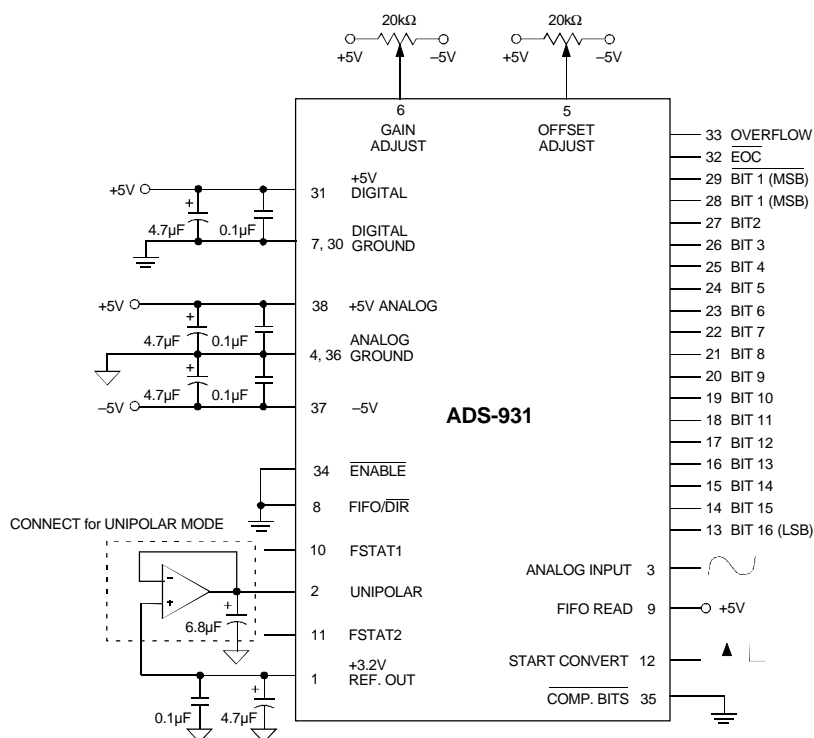 20kΩ 20kΩ
+5V –5V +5V –5V
6 5
GAIN ADJUST
OFFSET ADJUST
+5V 31 +5V DIGITAL
+ 4.7µF 0.1µF
7, 30 DIGITAL GROUND
+5V 38 +5V ANALOG
+ 4.7µF 0.1µF
4, 36 ANALOG GROUND
+ 4.7µF 0.1µF
–5V 37 –5V
ADS-931
34 ENABLE
8 FIFO/DIR
CONNECT for UNIPOLAR MODE
10 FSTAT1
- +
2 UNIPOLAR
+ 6.8µF
11 FSTAT2
1 +3.2V REF. OUT
0.1µF + 4.7µF
33 OVERFLOW
32 EOC
29 BIT 1 (MSB)
28 BIT 1 (MSB)
27 BIT2
26 BIT 3
25 BIT 4
24 BIT 5
23 BIT 6
22 BIT 7
21 BIT 8
20 BIT 9
19 BIT 10
18 BIT 11
17 BIT 12
16 BIT 13
15 BIT 14
14 BIT 15
13 BIT 16 (LSB)
ANALOG INPUT 3
FIFO READ 9 +5V
START CONVERT 12
COMP. BITS 35